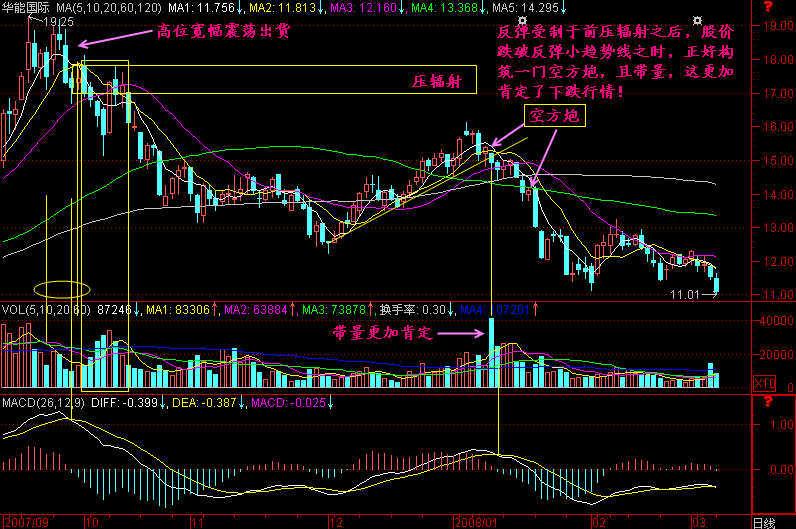 华能国际 MA(5,10,20,60,120) MA1: 11.756↓, MA2: 11.813↓, MA3: 12.160↓, MA4: 13.368↓, MA5: 14.295↓
19.25
高位宽幅震荡出货
反弹受制于前压辐射之后，股价
跌破反弹小趋势线之时，正好构
筑一门空方炮，且带量，这更加
肯定了下跌行情！
压辐射
空方炮
?
19.00
18.00
17.00
16.00
15.00
14.00
13.00
12.00
11.00
11.01
VOL(5,10,20,60) 87246↓, MA1: 83306↑, MA2: 63884↑, MA3: 73878↑, 换手率: 0.30↓, MA4: 107201↑
带量更加肯定
40000
20000
0
X10
MACD(26,12,9) DIFF: -0.399↓, DEA: -0.387↓, MACD: -0.025↓
?
1.00
0.00
2007/09 10 11 12 2008/01 02 03 日线